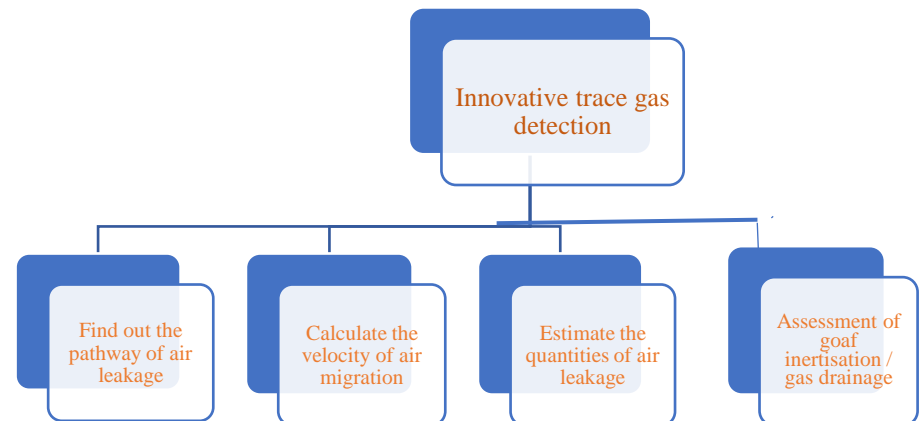 Innovative trace gas
detection
Find out the
pathway of air
leakage
Calculate the
velocity of air
migration
Estimate the
quantities of air
leakage
Assessment of
goaf
inertisation /
gas drainage